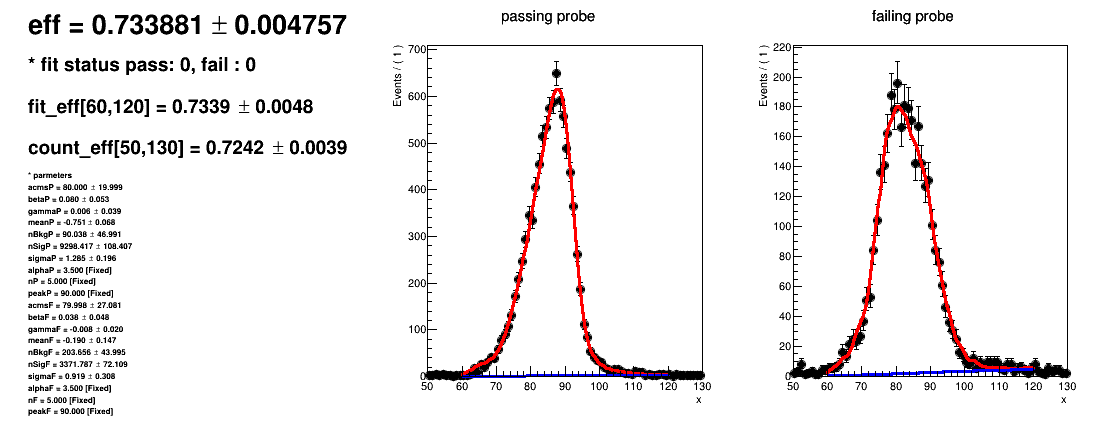 eff = 0.733881 ± 0.004757
* fit status pass: 0, fail : 0
fit_eff[60,120] = 0.7339 ± 0.0048
count_eff[50,130] = 0.7242 ± 0.0039
* parmeters
acmsP = 80.000 ± 19.999
betaP = 0.080 ± 0.053
gammaP = 0.006 ± 0.039
meanP = -0.751 ± 0.068
nBkgP = 90.038 ± 46.991
nSigP = 9298.417 ± 108.407
sigmaP = 1.285 ± 0.196
alphaP = 3.500 [Fixed]
nP = 5.000 [Fixed]
peakP = 90.000 [Fixed]
acmsF = 79.998 ± 27.081
betaF = 0.038 ± 0.048
gammaF = -0.008 ± 0.020
meanF = -0.190 ± 0.147
nBkgF = 203.656 ± 43.995
nSigF = 3371.787 ± 72.109
sigmaF = 0.919 ± 0.308
alphaF = 3.500 [Fixed]
nF = 5.000 [Fixed]
peakF = 90.000 [Fixed]
passing probe
Events / ( 1 )
700
600
500
400
300
200
100
0
50 60 70 80 90 100 110 120 130
x
failing probe
Events / ( 1 )
220
200
180
160
140
120
100
80
60
40
20
0
50 60 70 80 90 100 110 120 130
x